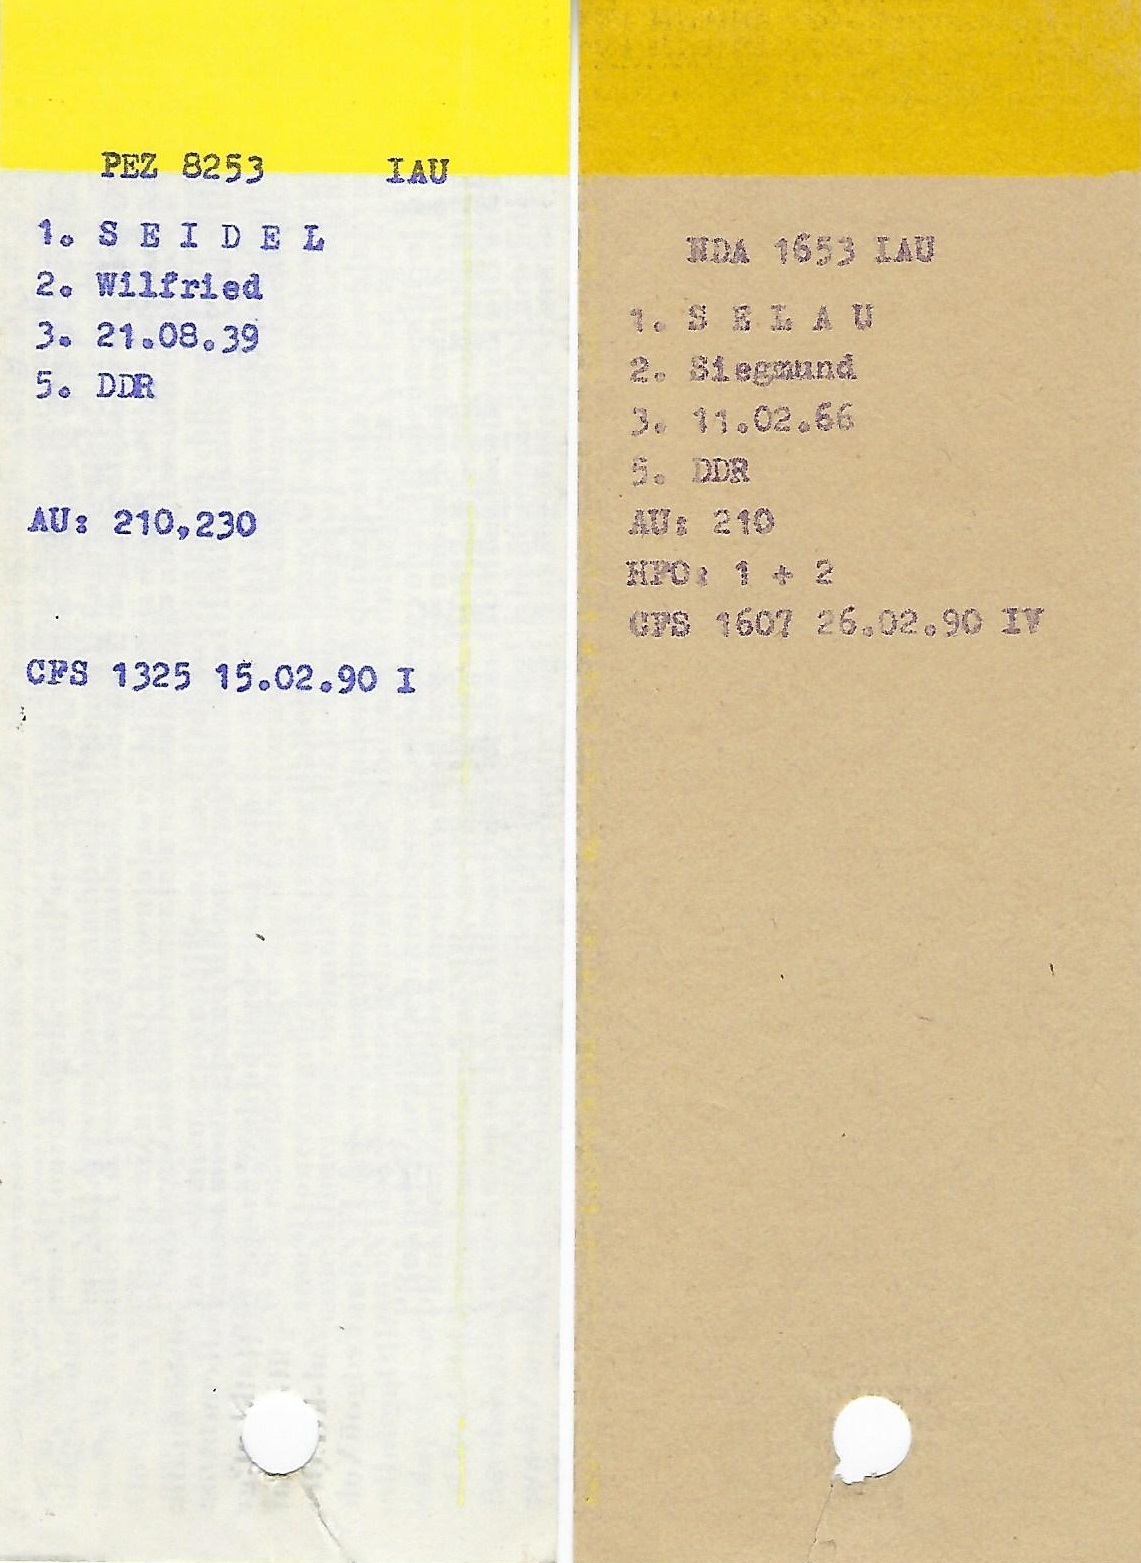 PEZ 8253 IAU
1. S E I D E L
2. Wilfried
3. 21.08.39
5. DDR
AU: 210,230
CFS 1325 15.02.90 I
NDA 1653 IAU
1. S E L A U
2. Siegmund
3. 11.02.66
5. DDR
AU: 210
HFO: 1 + 2
CFS 1607 26.02.90 IV